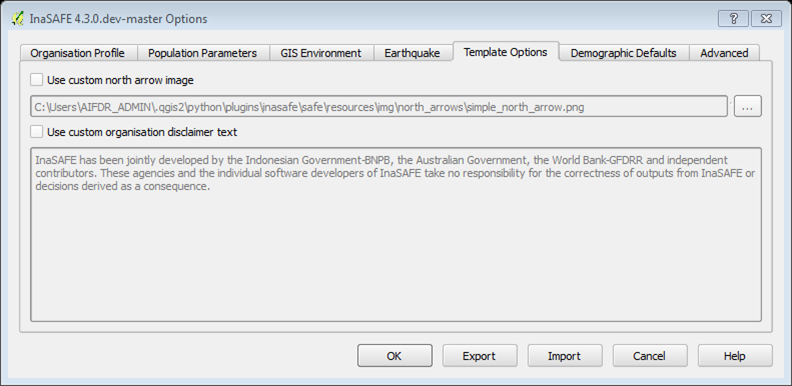 InaSAFE 4.3.0.dev-master Options
Organisation Profile Population Parameters GIS Environment Earthquake Template Options Demographic Defaults Advanced
Use custom north arrow image
C:\Users\AIFDR_ADMIN\.qgis2\python\plugins\inasafe\safe\resources\img\north_arrows\simple_north_arrow.png ...
Use custom organisation disclaimer text
InaSAFE has been jointly developed by the Indonesian Government-BNPB, the Australian Government, the World Bank-GFDRR and independent
contributors. These agencies and the individual software developers of InaSAFE take no responsibility for the correctness of outputs from InaSAFE or
decisions derived as a consequence.
OK Export Import Cancel Help